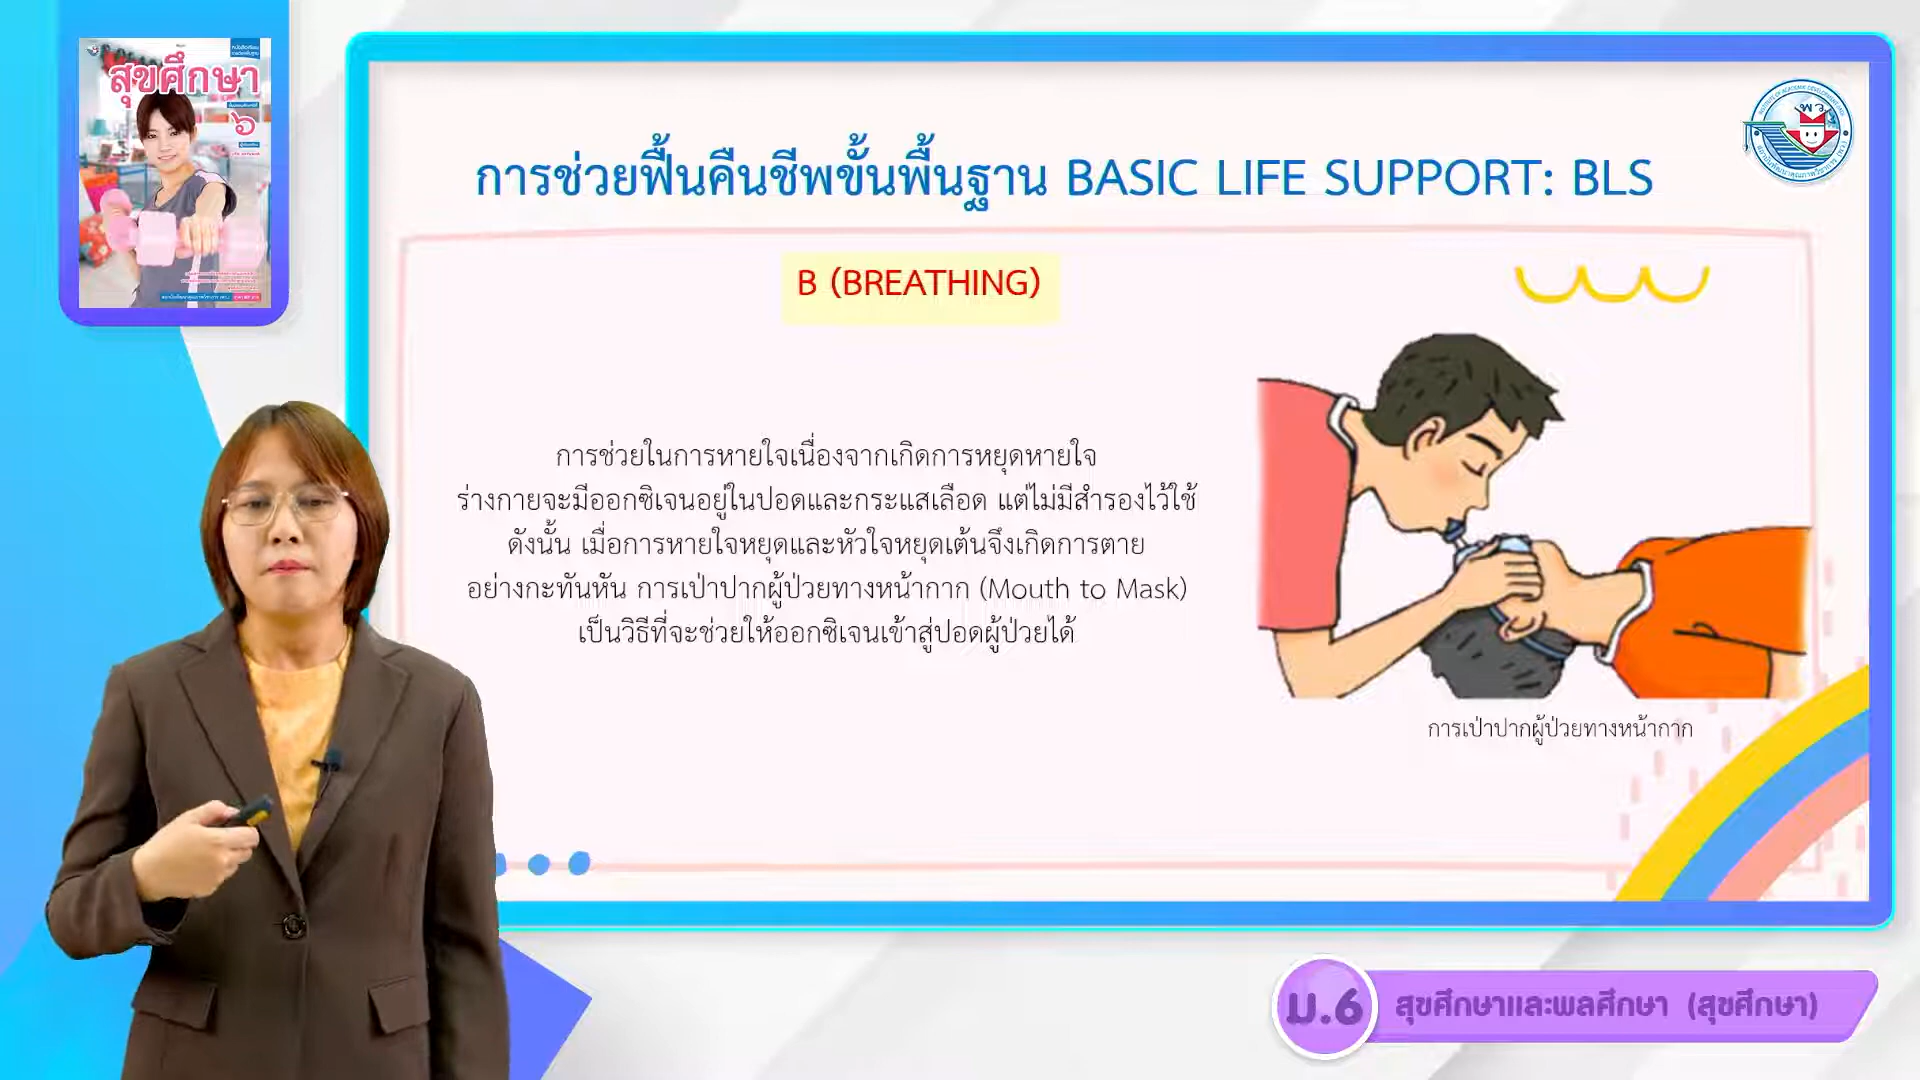 สุขศึกษา
๖
การช่วยฟื้นคืนชีพขั้นพื้นฐาน BASIC LIFE SUPPORT: BLS
B (BREATHING)
การช่วยในการหายใจเนื่องจากเกิดการหยุดหายใจ
ร่างกายจะมีออกซิเจนอยู่ในปอดและกระแสเลือด แต่ไม่มีสำรองไว้ใช้
ดังนั้น เมื่อการหายใจหยุดและหัวใจหยุดเต้นจึงเกิดการตาย
อย่างกะทันหัน การเป่าปากผู้ป่วยทางหน้ากาก (Mouth to Mask)
เป็นวิธีที่จะช่วยให้ออกซิเจนเข้าสู่ปอดผู้ป่วยได้
การเป่าปากผู้ป่วยทางหน้ากาก
พว
ม.6 สุขศึกษาและพลศึกษา (สุขศึกษา)